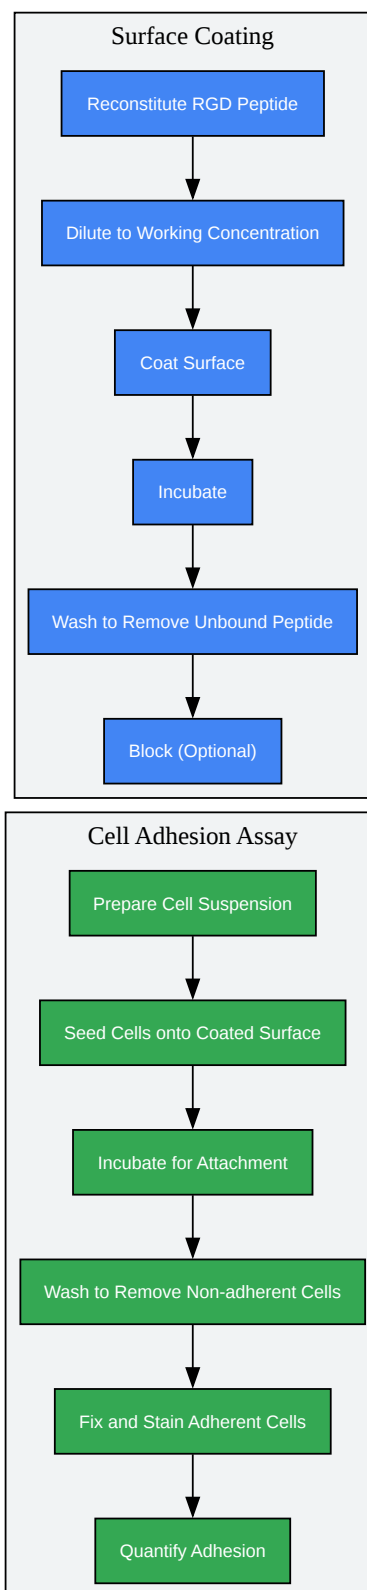 Surface Coating
Reconstitute RGD Peptide
Dilute to Working Concentration
Coat Surface
Incubate
Wash to Remove Unbound Peptide
Block (Optional)
Cell Adhesion Assay
Prepare Cell Suspension
Seed Cells onto Coated Surface
Incubate for Attachment
Wash to Remove Non-adherent Cells
Fix and Stain Adherent Cells
Quantify Adhesion